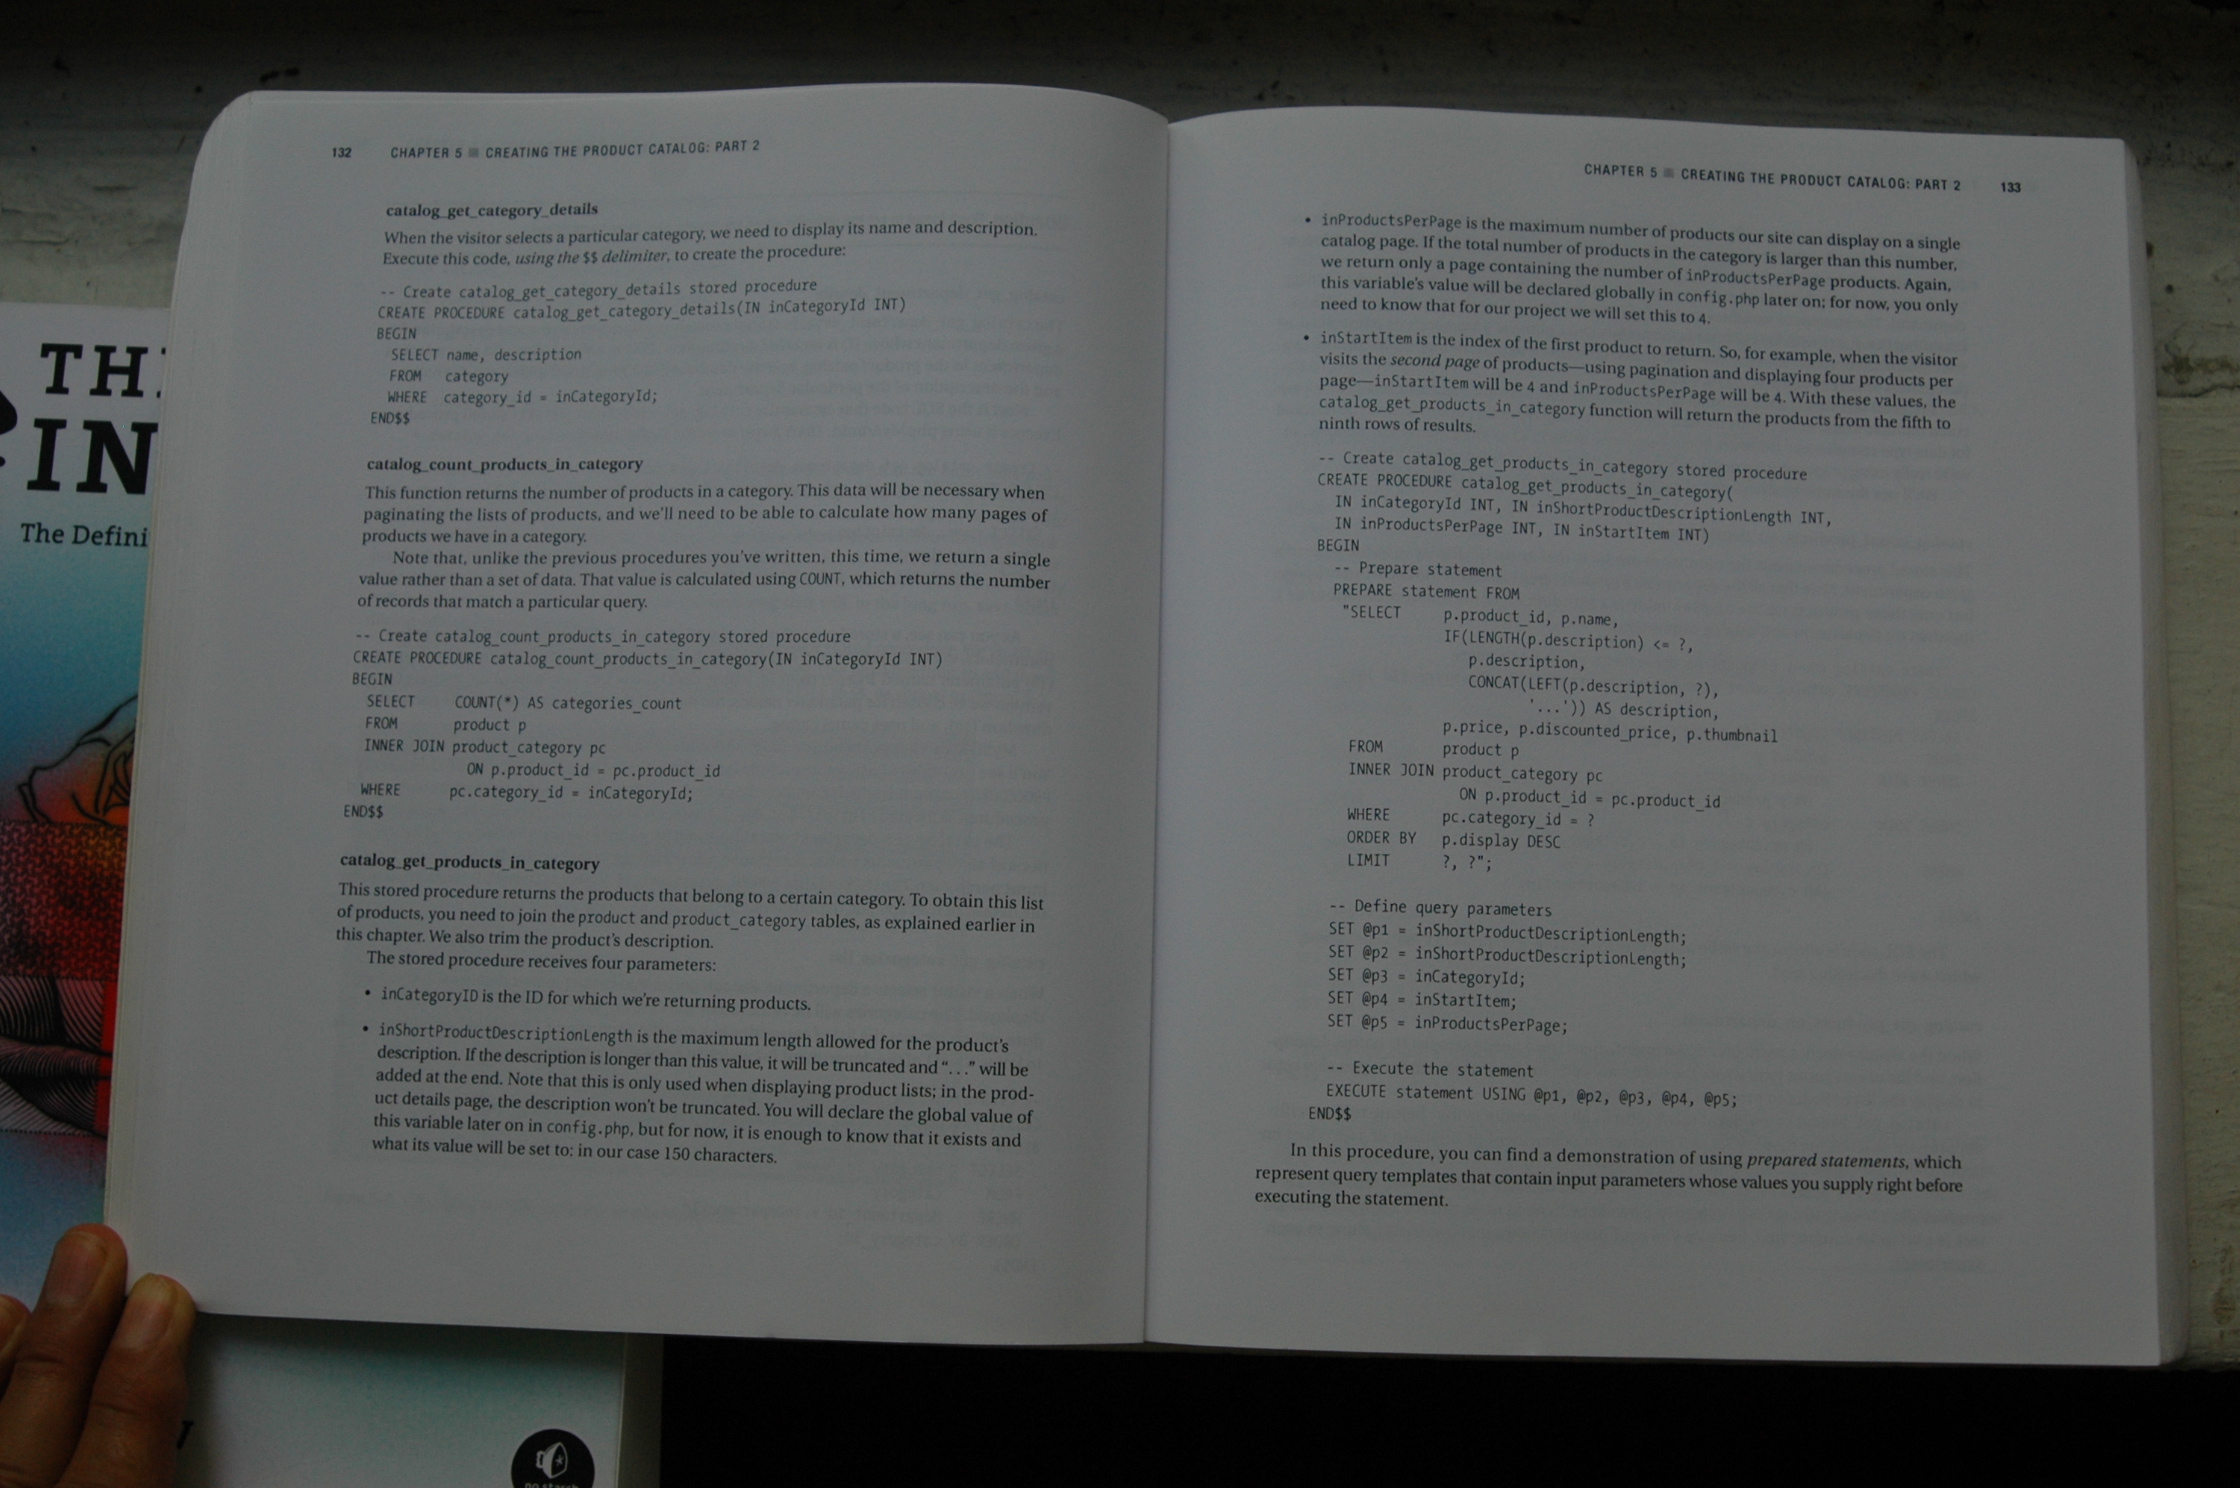 132 CHAPTER 5 ■ CREATING THE PRODUCT CATALOG: PART 2
catalog_get_category_details
When the visitor selects a particular category, we need to display its name and description.
Execute this code, using the $$ delimiter, to create the procedure:
-- Create catalog_get_category_details stored procedure
CREATE PROCEDURE catalog_get_category_details(IN inCategoryId INT)
BEGIN
SELECT name, description
FROM category
WHERE category_id = inCategoryId;
END$$
catalog_count_products_in_category
This function returns the number of products in a category. This data will be necessary when
paginating the lists of products, and we'll need to be able to calculate how many pages of
products we have in a category.
Note that, unlike the previous procedures you've written, this time, we return a single
value rather than a set of data. That value is calculated using COUNT, which returns the number
of records that match a particular query.
-- Create catalog_count_products_in_category stored procedure
CREATE PROCEDURE catalog_count_products_in_category(IN inCategoryId INT)
BEGIN
SELECT COUNT(*) AS categories_count
FROM product p
INNER JOIN product_category pc
ON p.product_id = pc.product_id
WHERE pc.category_id = inCategoryId;
END$$
catalog_get_products_in_category
This stored procedure returns the products that belong to a certain category. To obtain this list
of products, you need to join the product and product_category tables, as explained earlier in
this chapter. We also trim the product's description.
The stored procedure receives four parameters:
• inCategoryID is the ID for which we're returning products.
• inShortProductDescriptionLength is the maximum length allowed for the product's
description. If the description is longer than this value, it will be truncated and “...” will be
added at the end. Note that this is only used when displaying product lists; in the prod-
uct details page, the description won't be truncated. You will declare the global value of
this variable later on in config.php, but for now, it is enough to know that it exists and
what its value will be set to: in our case 150 characters.
CHAPTER 5 ■ CREATING THE PRODUCT CATALOG: PART 2 133
• inProductsPerPage is the maximum number of products our site can display on a single
catalog page. If the total number of products in the category is larger than this number,
we return only a page containing the number of inProductsPerPage products. Again,
this variable's value will be declared globally in config.php later on; for now, you only
need to know that for our project we will set this to 4.
• inStartItem is the index of the first product to return. So, for example, when the visitor
visits the second page of products—using pagination and displaying four products per
page—inStartItem will be 4 and inProductsPerPage will be 4. With these values, the
catalog_get_products_in_category function will return the products from the fifth to
ninth rows of results.
-- Create catalog_get_products_in_category stored procedure
CREATE PROCEDURE catalog_get_products_in_category(
IN inCategoryId INT, IN inShortProductDescriptionLength INT,
IN inProductsPerPage INT, IN inStartItem INT)
BEGIN
-- Prepare statement
PREPARE statement FROM
"SELECT p.product_id, p.name,
IF(LENGTH(p.description) <= ?,
p.description,
CONCAT(LEFT(p.description, ?),
'...')) AS description,
p.price, p.discounted_price, p.thumbnail
FROM product p
INNER JOIN product_category pc
ON p.product_id = pc.product_id
WHERE pc.category_id = ?
ORDER BY p.display DESC
LIMIT ?, ?";
-- Define query parameters
SET @p1 = inShortProductDescriptionLength;
SET @p2 = inShortProductDescriptionLength;
SET @p3 = inCategoryId;
SET @p4 = inStartItem;
SET @p5 = inProductsPerPage;
-- Execute the statement
EXECUTE statement USING @p1, @p2, @p3, @p4, @p5;
END$$
In this procedure, you can find a demonstration of using prepared statements, which
represent query templates that contain input parameters whose values you supply right before
executing the statement.
TH
IN
The Defini